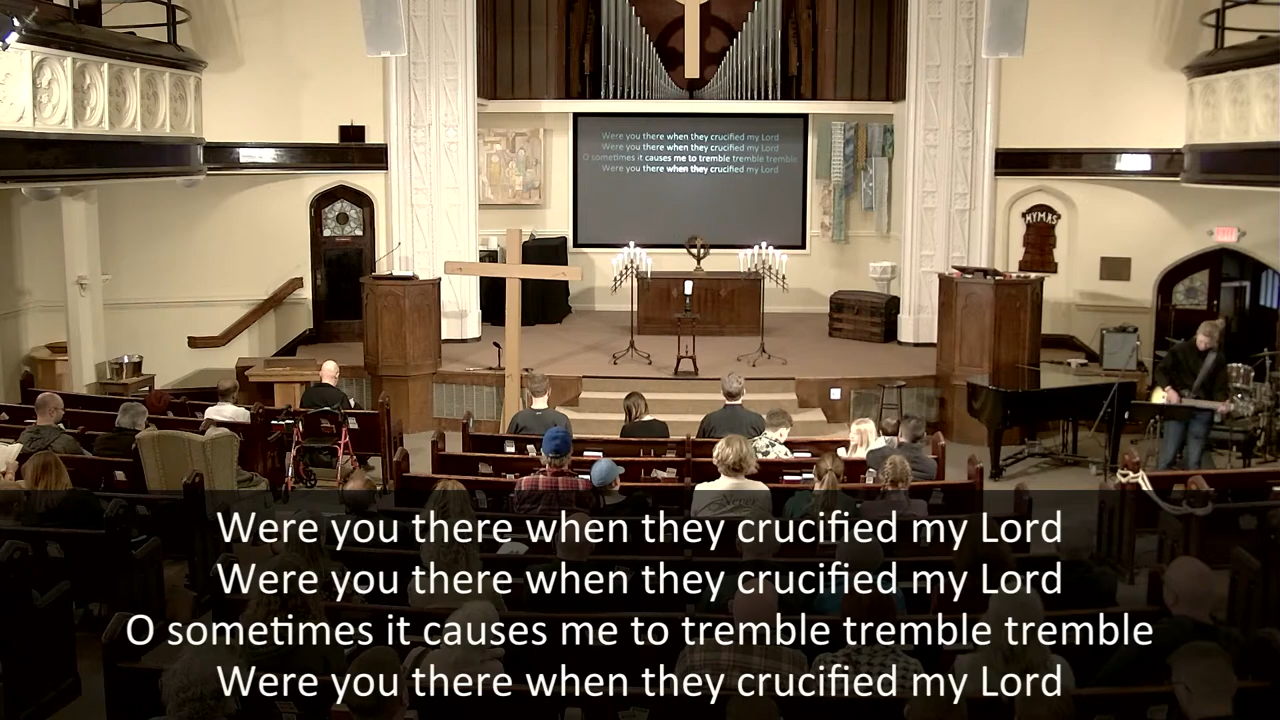 Were you there when they crucified my Lord
Were you there when they crucified my Lord
O sometimes it causes me to tremble tremble tremble
Were you there when they crucified my Lord
HYMNS
EXIT
Never
Were you there when they crucified my Lord
Were you there when they crucified my Lord
O sometimes it causes me to tremble tremble tremble
Were you there when they crucified my Lord